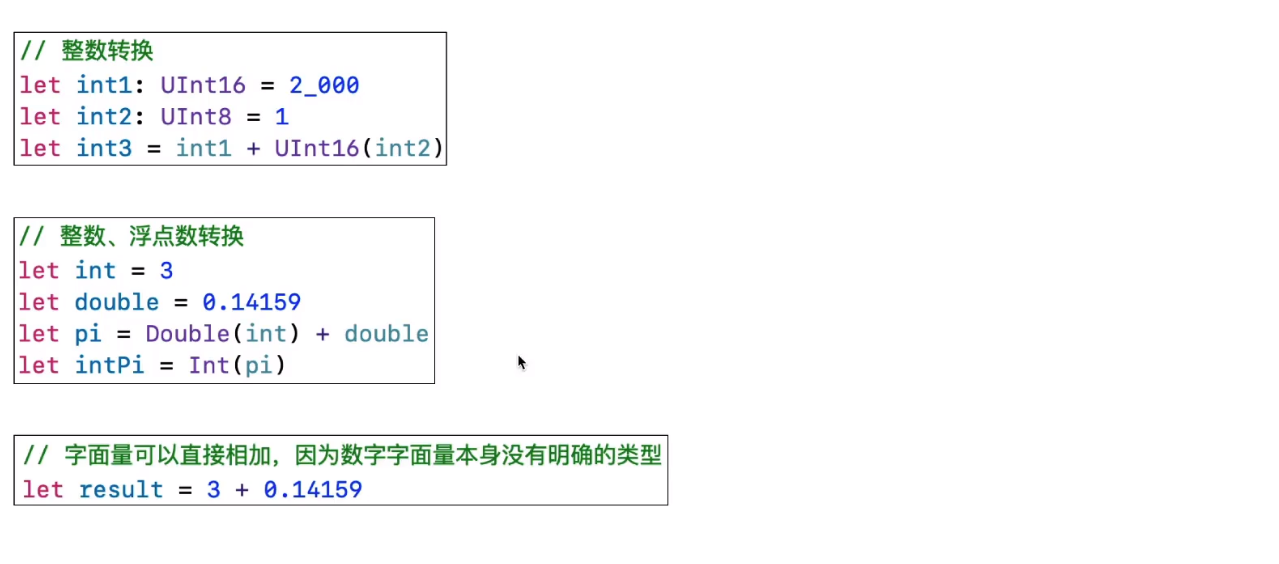 // 整数转换
let int1: UInt16 = 2_000
let int2: UInt8 = 1
let int3 = int1 + UInt16(int2)
// 整数、浮点数转换
let int = 3
let double = 0.14159
let pi = Double(int) + double
let intPi = Int(pi)
// 字面量可以直接相加，因为数字字面量本身没有明确的类型
let result = 3 + 0.14159